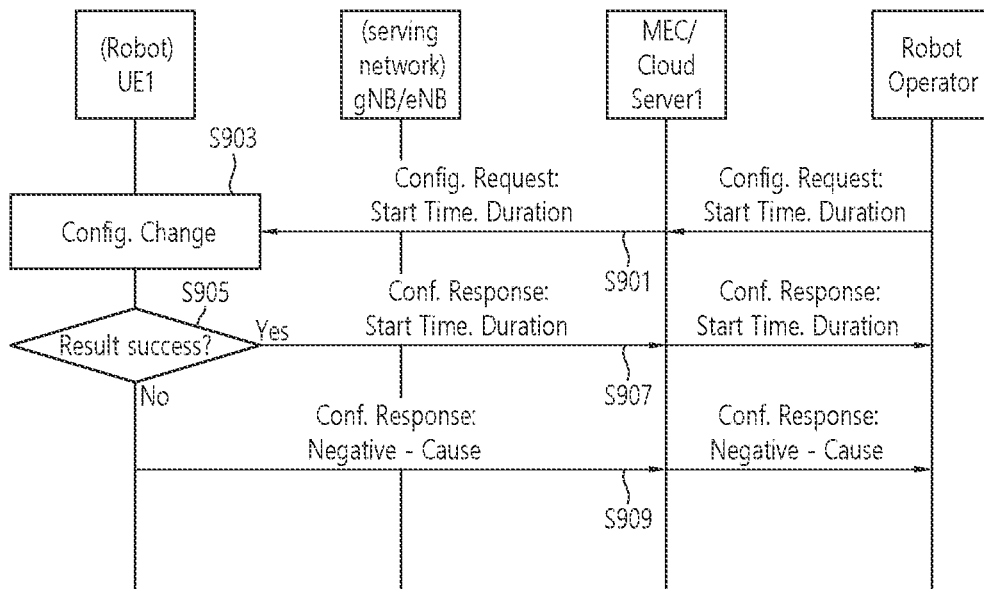 (Robot)
UE1
(serving
network)
gNB/eNB
MEC/
Cloud
Server1
Robot
Operator
S903
Config. Change
Config. Request:
Start Time. Duration
Config. Request:
Start Time. Duration
S901
S905
Result success?
Yes
No
Conf. Response:
Start Time. Duration
Conf. Response:
Start Time. Duration
S907
Conf. Response:
Negative - Cause
Conf. Response:
Negative - Cause
S909